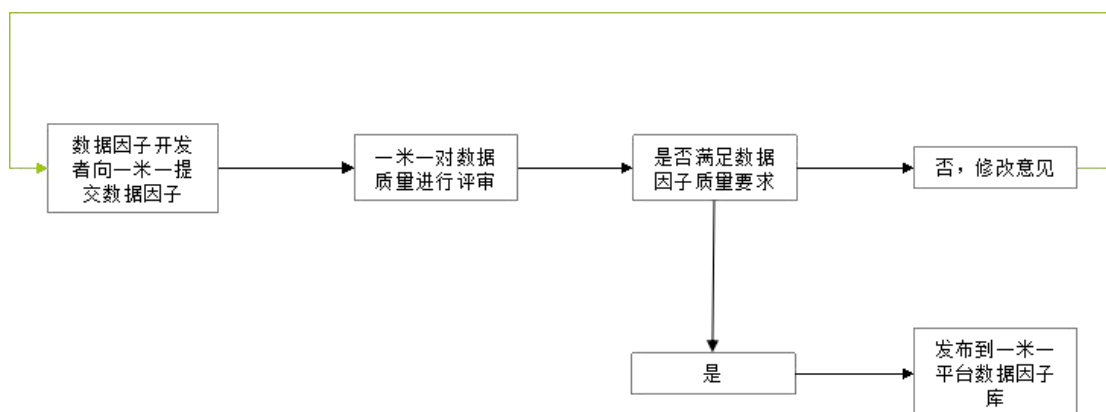 数据因子开发
者向一米一提
交数据因子
一米一对数据
质量进行评审
是否满足数据
因子质量要求
否，修改意见
是
发布到一米一
平台数据因子
库